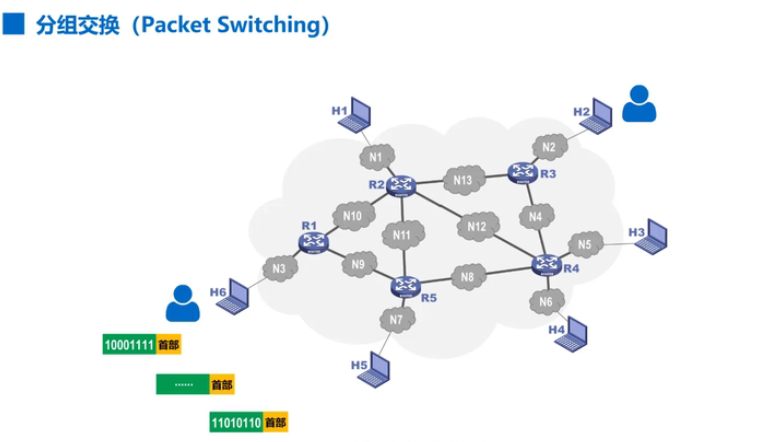 分组交换（Packet Switching）
H1
H2
N1
N2
R2
N13
R3
R1
N10
N4
N11
N12
H3
N5
N3
N9
R4
N8
H6
R5
N6
N7
H4
10001111 首部
H5
...... 首部
11010110 首部